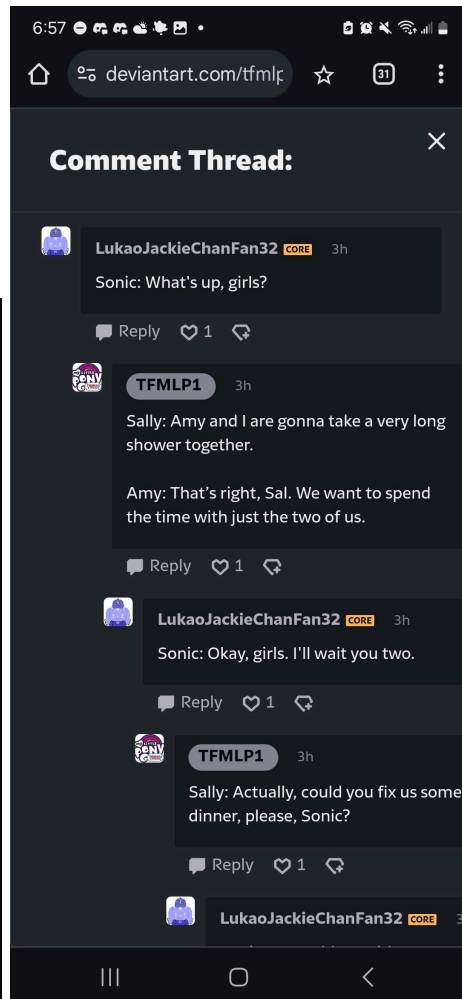 6:57
deviantart.com/tfmlp
31
Comment Thread:
LukaoJackieChanFan32 CORE 3h
Sonic: What's up, girls?
Reply 1
TFMLP1 3h
Sally: Amy and I are gonna take a very long
shower together.
Amy: That's right, Sal. We want to spend
the time with just the two of us.
Reply 1
LukaoJackieChanFan32 CORE 3h
Sonic: Okay, girls. I'll wait you two.
Reply 1
TFMLP1 3h
Sally: Actually, could you fix us some
dinner, please, Sonic?
Reply 1
LukaoJackieChanFan32 CORE 3